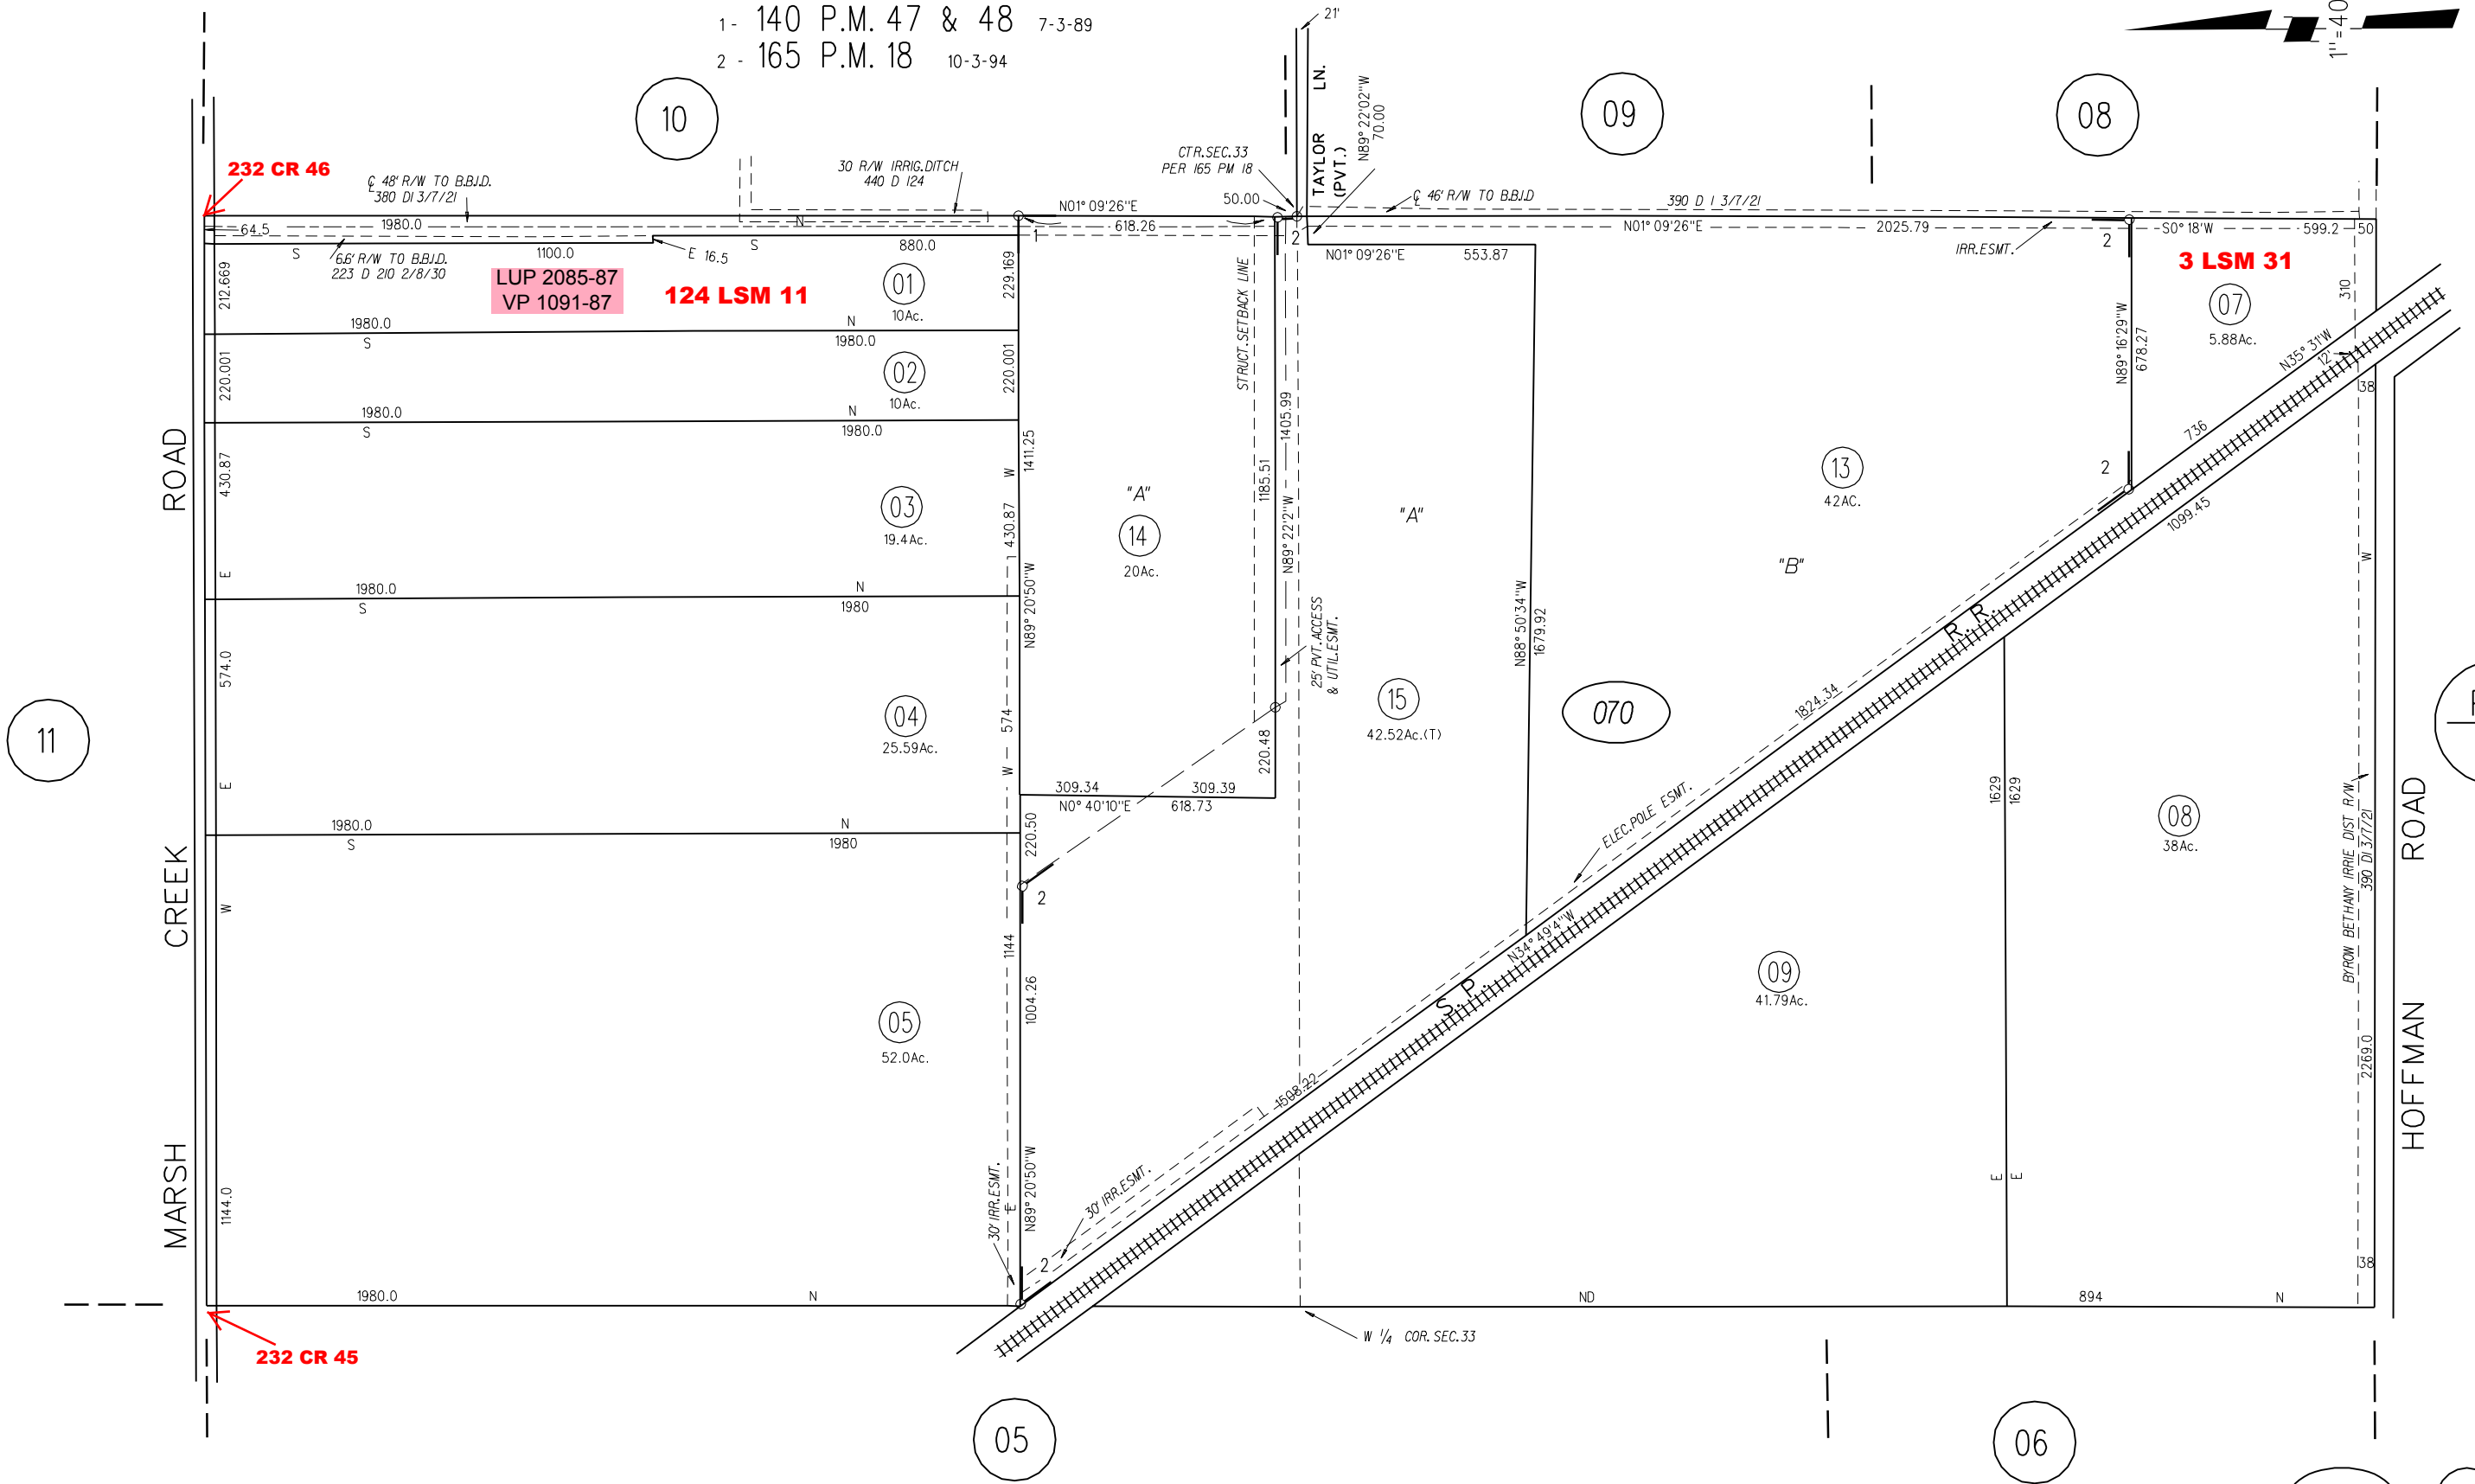 1 - 140 P.M. 47 & 48 7-3-89
2 - 165 P.M. 18 10-3-94
21'
10
09
08
TAYLOR LN.
(PVT.)
N89° 22'02"W
70.00
232 CR 46
℄ 48' R/W TO B.B.I.D.
380 D1 3/7/21
30 R/W IRRIG.DITCH
440 D 124
CTR.SEC.33
PER 165 PM 18
50.00
N01° 09'26"E
℄ 46' R/W TO B.B.I.D
390 D 1 3/7/21
64.5
1980.0
N
618.26
1
2
N01° 09'26"E
2025.79
IRR.ESMT.
2
S0° 18'W
599.2
50
S
1100.0
E 16.5
S
880.0
66' R/W TO B.B.I.D.
223 D 210 2/8/30
N01° 09'26"E
553.87
3 LSM 31
LUP 2085-87
VP 1091-87
124 LSM 11
01
10Ac.
212.669
229.169
STRUCT.SETBACK LINE
07
5.88Ac.
310
1980.0
N
S
1980.0
220.001
02
10Ac.
220.001
N89° 16'29"W
678.27
N35° 31'W
12'
38
1980.0
N
S
1980.0
ROAD
430.87
E
03
19.4Ac.
1411.25
W
430.87
N89° 20'50"W
"A"
14
20Ac.
1185.51
1405.99
N89° 22'2"W
"A"
13
42AC.
"B"
2
736
1099.45
W
1980.0
N
S
1980
25' PVT.ACCESS
& UTIL.ESMT.
N88° 50'34"W
1679.92
R. R.
11
574.0
E
04
25.59Ac.
574
W
220.48
15
42.52Ac.(T)
070
1824.34
309.34
309.39
N0° 40'10"E
618.73
ELEC.POLE ESMT.
1629
1629
08
38Ac.
BYROW BETHANY IRRIE DIST R/W
390 D1 3/7/21
ROAD
1980.0
N
S
1980
220.50
2
CREEK
W
1144
1004.26
N34° 49'4"W
S. P.
09
41.79Ac.
05
52.0Ac.
HOFFMAN
2269.0
1508.22
MARSH
1144.0
30' IRR.ESMT.
E
N89° 20'50"W
30' IRR.ESMT.
2
E
E
38
1980.0
N
ND
894
N
W 1/4 COR.SEC.33
232 CR 45
05
06